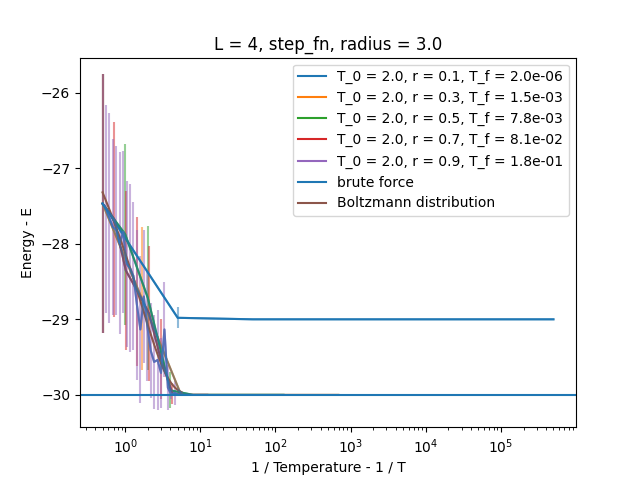 L = 4, step_fn, radius = 3.0
T_0 = 2.0, r = 0.1, T_f = 2.0e-06
T_0 = 2.0, r = 0.3, T_f = 1.5e-03
T_0 = 2.0, r = 0.5, T_f = 7.8e-03
T_0 = 2.0, r = 0.7, T_f = 8.1e-02
T_0 = 2.0, r = 0.9, T_f = 1.8e-01
brute force
Boltzmann distribution
Energy - E
−26
−27
−28
−29
−30
10⁰ 10¹ 10² 10³ 10⁴ 10⁵
1 / Temperature - 1 / T